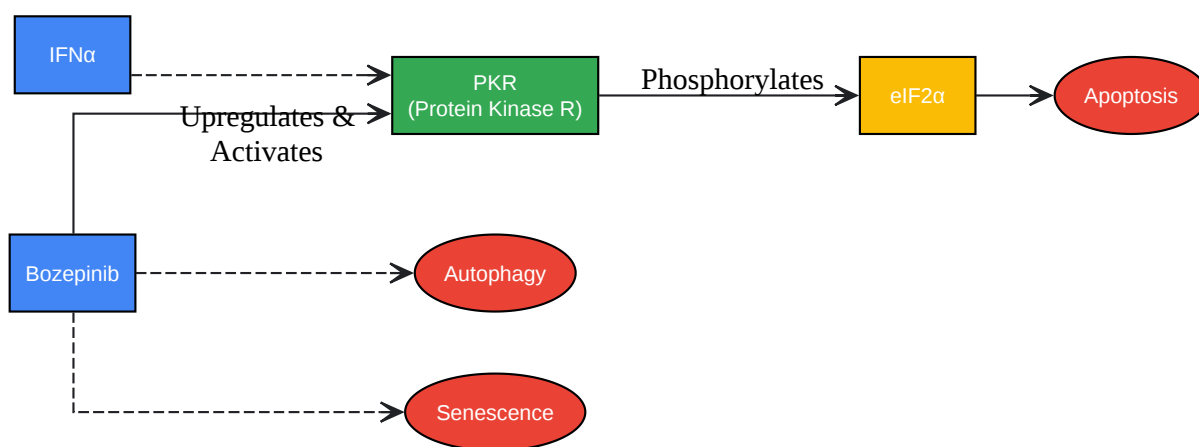 IFNα
PKR
(Protein Kinase R)
Phosphorylates
eIF2α
Apoptosis
Upregulates &
Activates
Bozepinib
Autophagy
Senescence